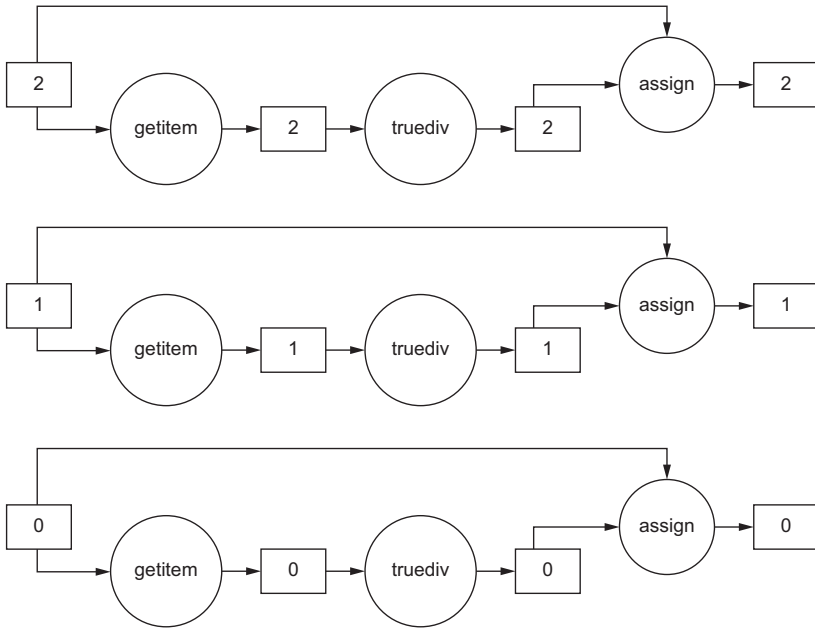 2
getitem
2
truediv
2
assign
2
1
getitem
1
truediv
1
assign
1
0
getitem
0
truediv
0
assign
0